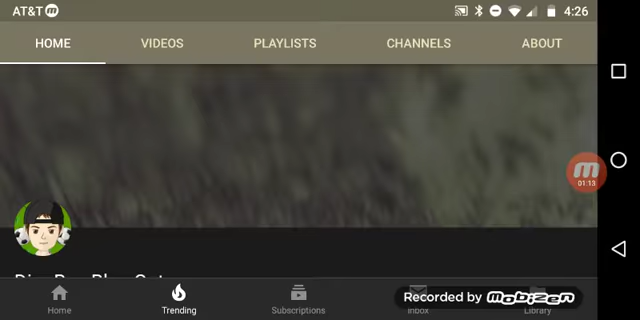 AT&T 4:26
HOME VIDEOS PLAYLISTS CHANNELS ABOUT
01:13
Home Trending Subscriptions Inbox Library
Recorded by MOBIZEN